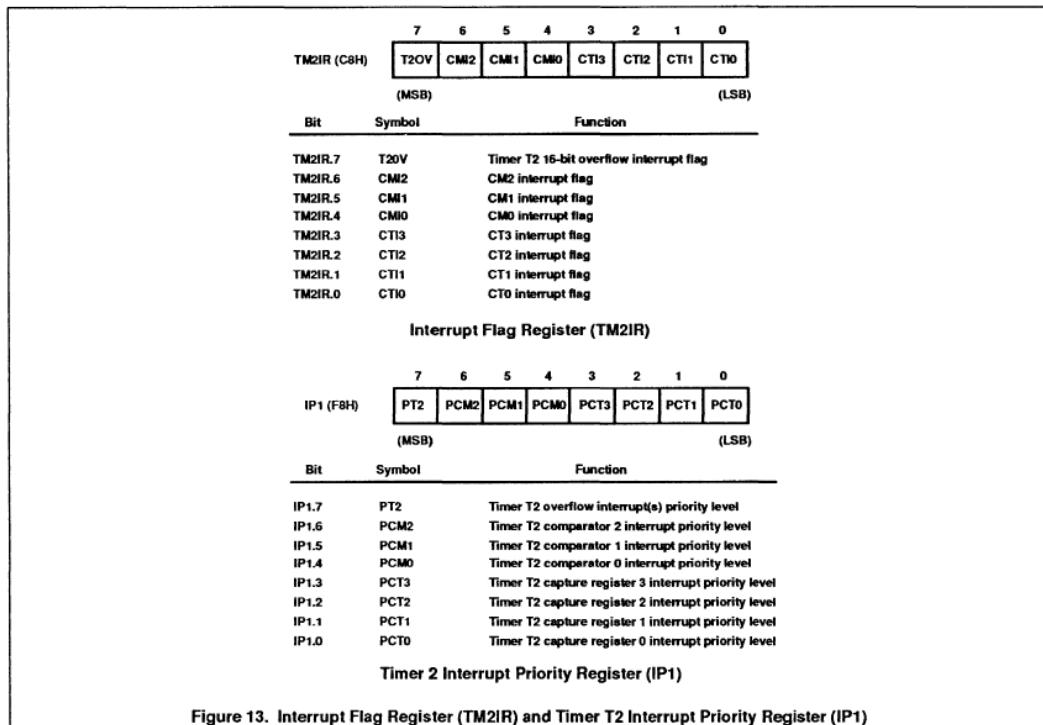 7 6 5 4 3 2 1 0
TM2IR (C8H) T2OV CMI2 CMI1 CMI0 CTI3 CTI2 CTI1 CTI0
(MSB) (LSB)
Bit Symbol Function
TM2IR.7 T20V Timer T2 16-bit overflow interrupt flag
TM2IR.6 CMI2 CM2 interrupt flag
TM2IR.5 CMI1 CM1 interrupt flag
TM2IR.4 CMI0 CM0 interrupt flag
TM2IR.3 CTI3 CT3 interrupt flag
TM2IR.2 CTI2 CT2 interrupt flag
TM2IR.1 CTI1 CT1 interrupt flag
TM2IR.0 CTI0 CT0 interrupt flag
Interrupt Flag Register (TM2IR)
7 6 5 4 3 2 1 0
IP1 (F8H) PT2 PCM2 PCM1 PCM0 PCT3 PCT2 PCT1 PCT0
(MSB) (LSB)
Bit Symbol Function
IP1.7 PT2 Timer T2 overflow interrupt(s) priority level
IP1.6 PCM2 Timer T2 comparator 2 interrupt priority level
IP1.5 PCM1 Timer T2 comparator 1 interrupt priority level
IP1.4 PCM0 Timer T2 comparator 0 interrupt priority level
IP1.3 PCT3 Timer T2 capture register 3 interrupt priority level
IP1.2 PCT2 Timer T2 capture register 2 interrupt priority level
IP1.1 PCT1 Timer T2 capture register 1 interrupt priority level
IP1.0 PCT0 Timer T2 capture register 0 interrupt priority level
Timer 2 Interrupt Priority Register (IP1)
Figure 13. Interrupt Flag Register (TM2IR) and Timer T2 Interrupt Priority Register (IP1)